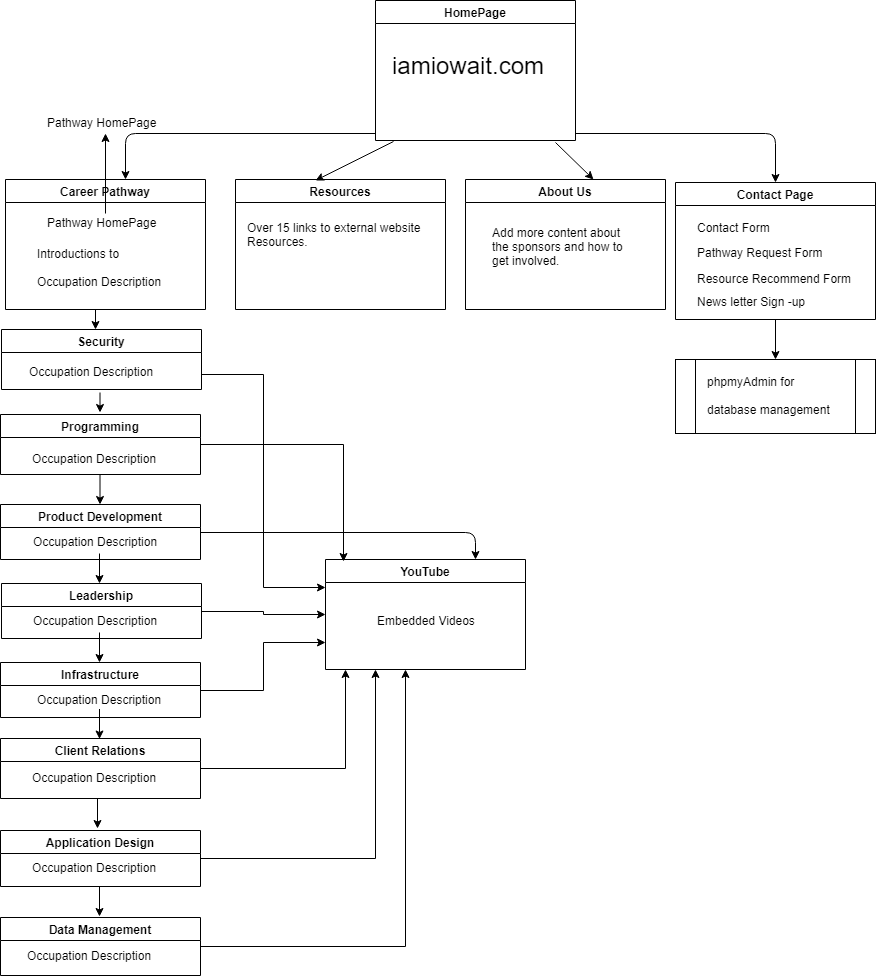 HomePage
iamiowait.com
Pathway HomePage
Career Pathway
Pathway HomePage
Introductions to
Occupation Description
Resources
Over 15 links to external website
Resources.
About Us
Add more content about
the sponsors and how to
get involved.
Contact Page
Contact Form
Pathway Request Form
Resource Recommend Form
News letter Sign -up
phpmyAdmin for
database management
Security
Occupation Description
Programming
Occupation Description
Product Development
Occupation Description
Leadership
Occupation Description
Infrastructure
Occupation Description
Client Relations
Occupation Description
Application Design
Occupation Description
Data Management
Occupation Description
YouTube
Embedded Videos